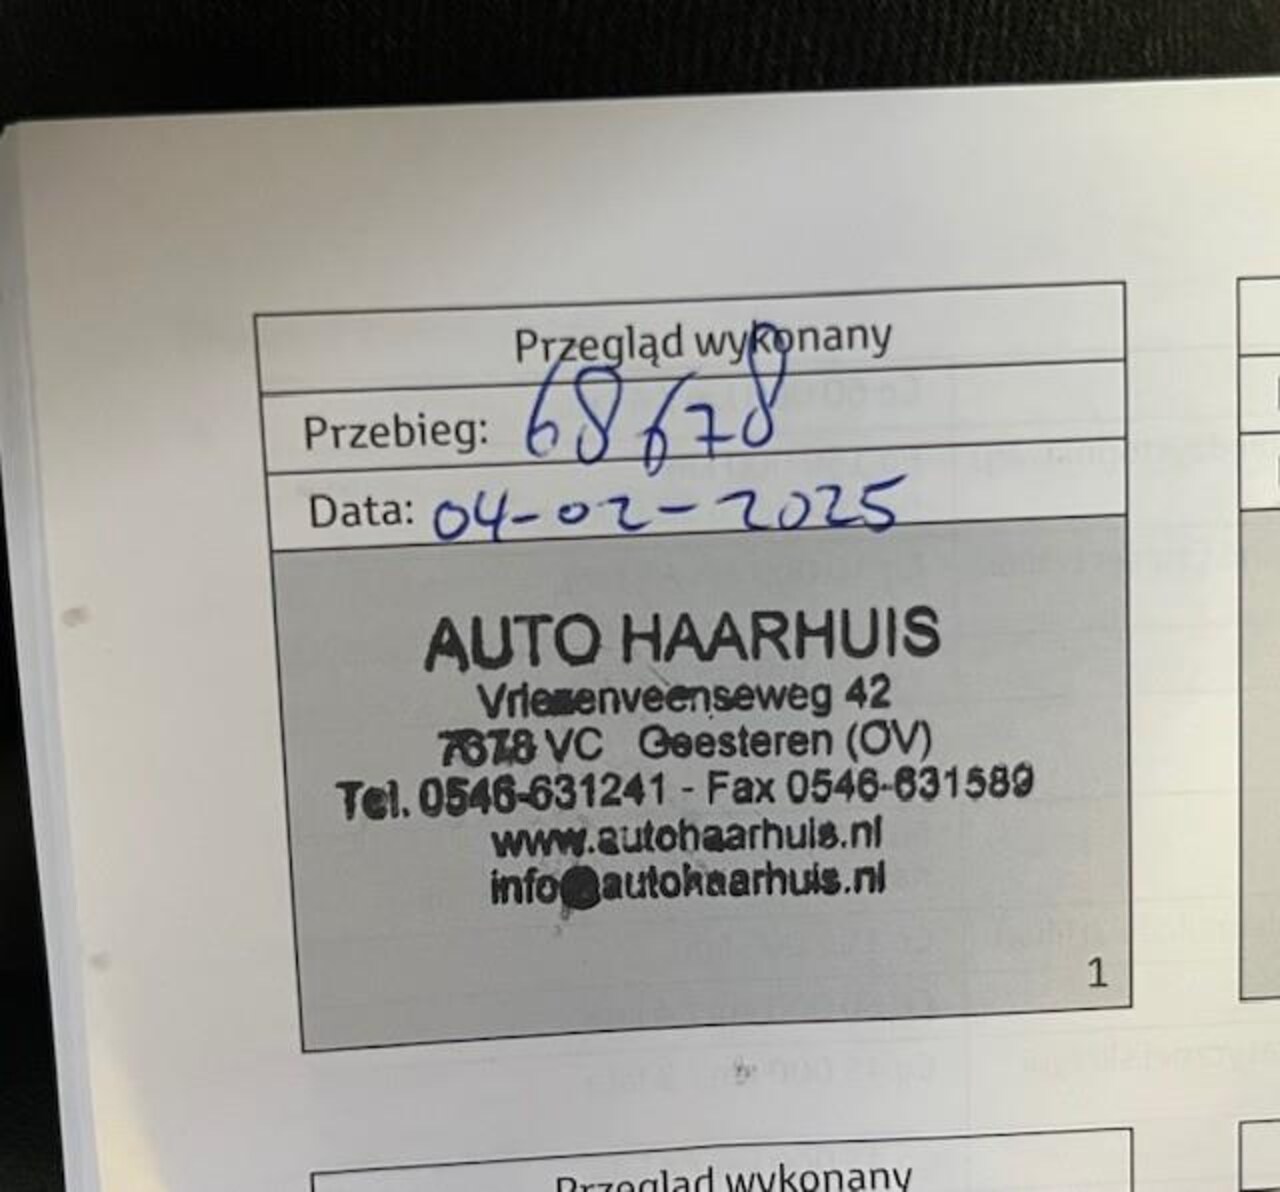 Przegląd wykonany
Przebieg: 68678
Data: 04-02-2025
AUTO HAARHUIS
Vriezenveenseweg 42
VC Geesteren (OV)
Tel. 0546-631241 - Fax 0546-631589
www.autohaarhuis.nl
info@autohaarhuis.nl
1
Przegląd wykonany